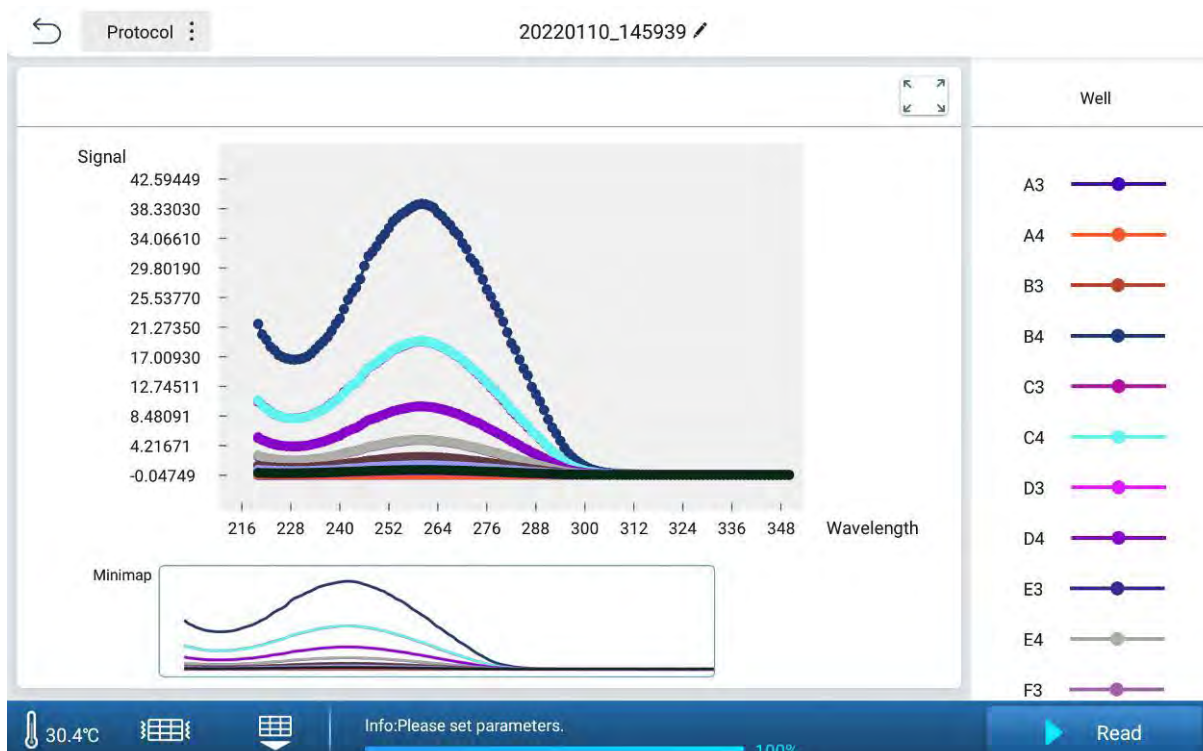 Protocol
20220110_145939
Well
Signal
42.59449
38.33030
34.06610
29.80190
25.53770
21.27350
17.00930
12.74511
8.48091
4.21671
-0.04749
216 228 240 252 264 276 288 300 312 324 336 348 Wavelength
Minimap
A3
A4
B3
B4
C3
C4
D3
D4
E3
E4
F3
30.4℃
Info:Please set parameters.
100%
Read